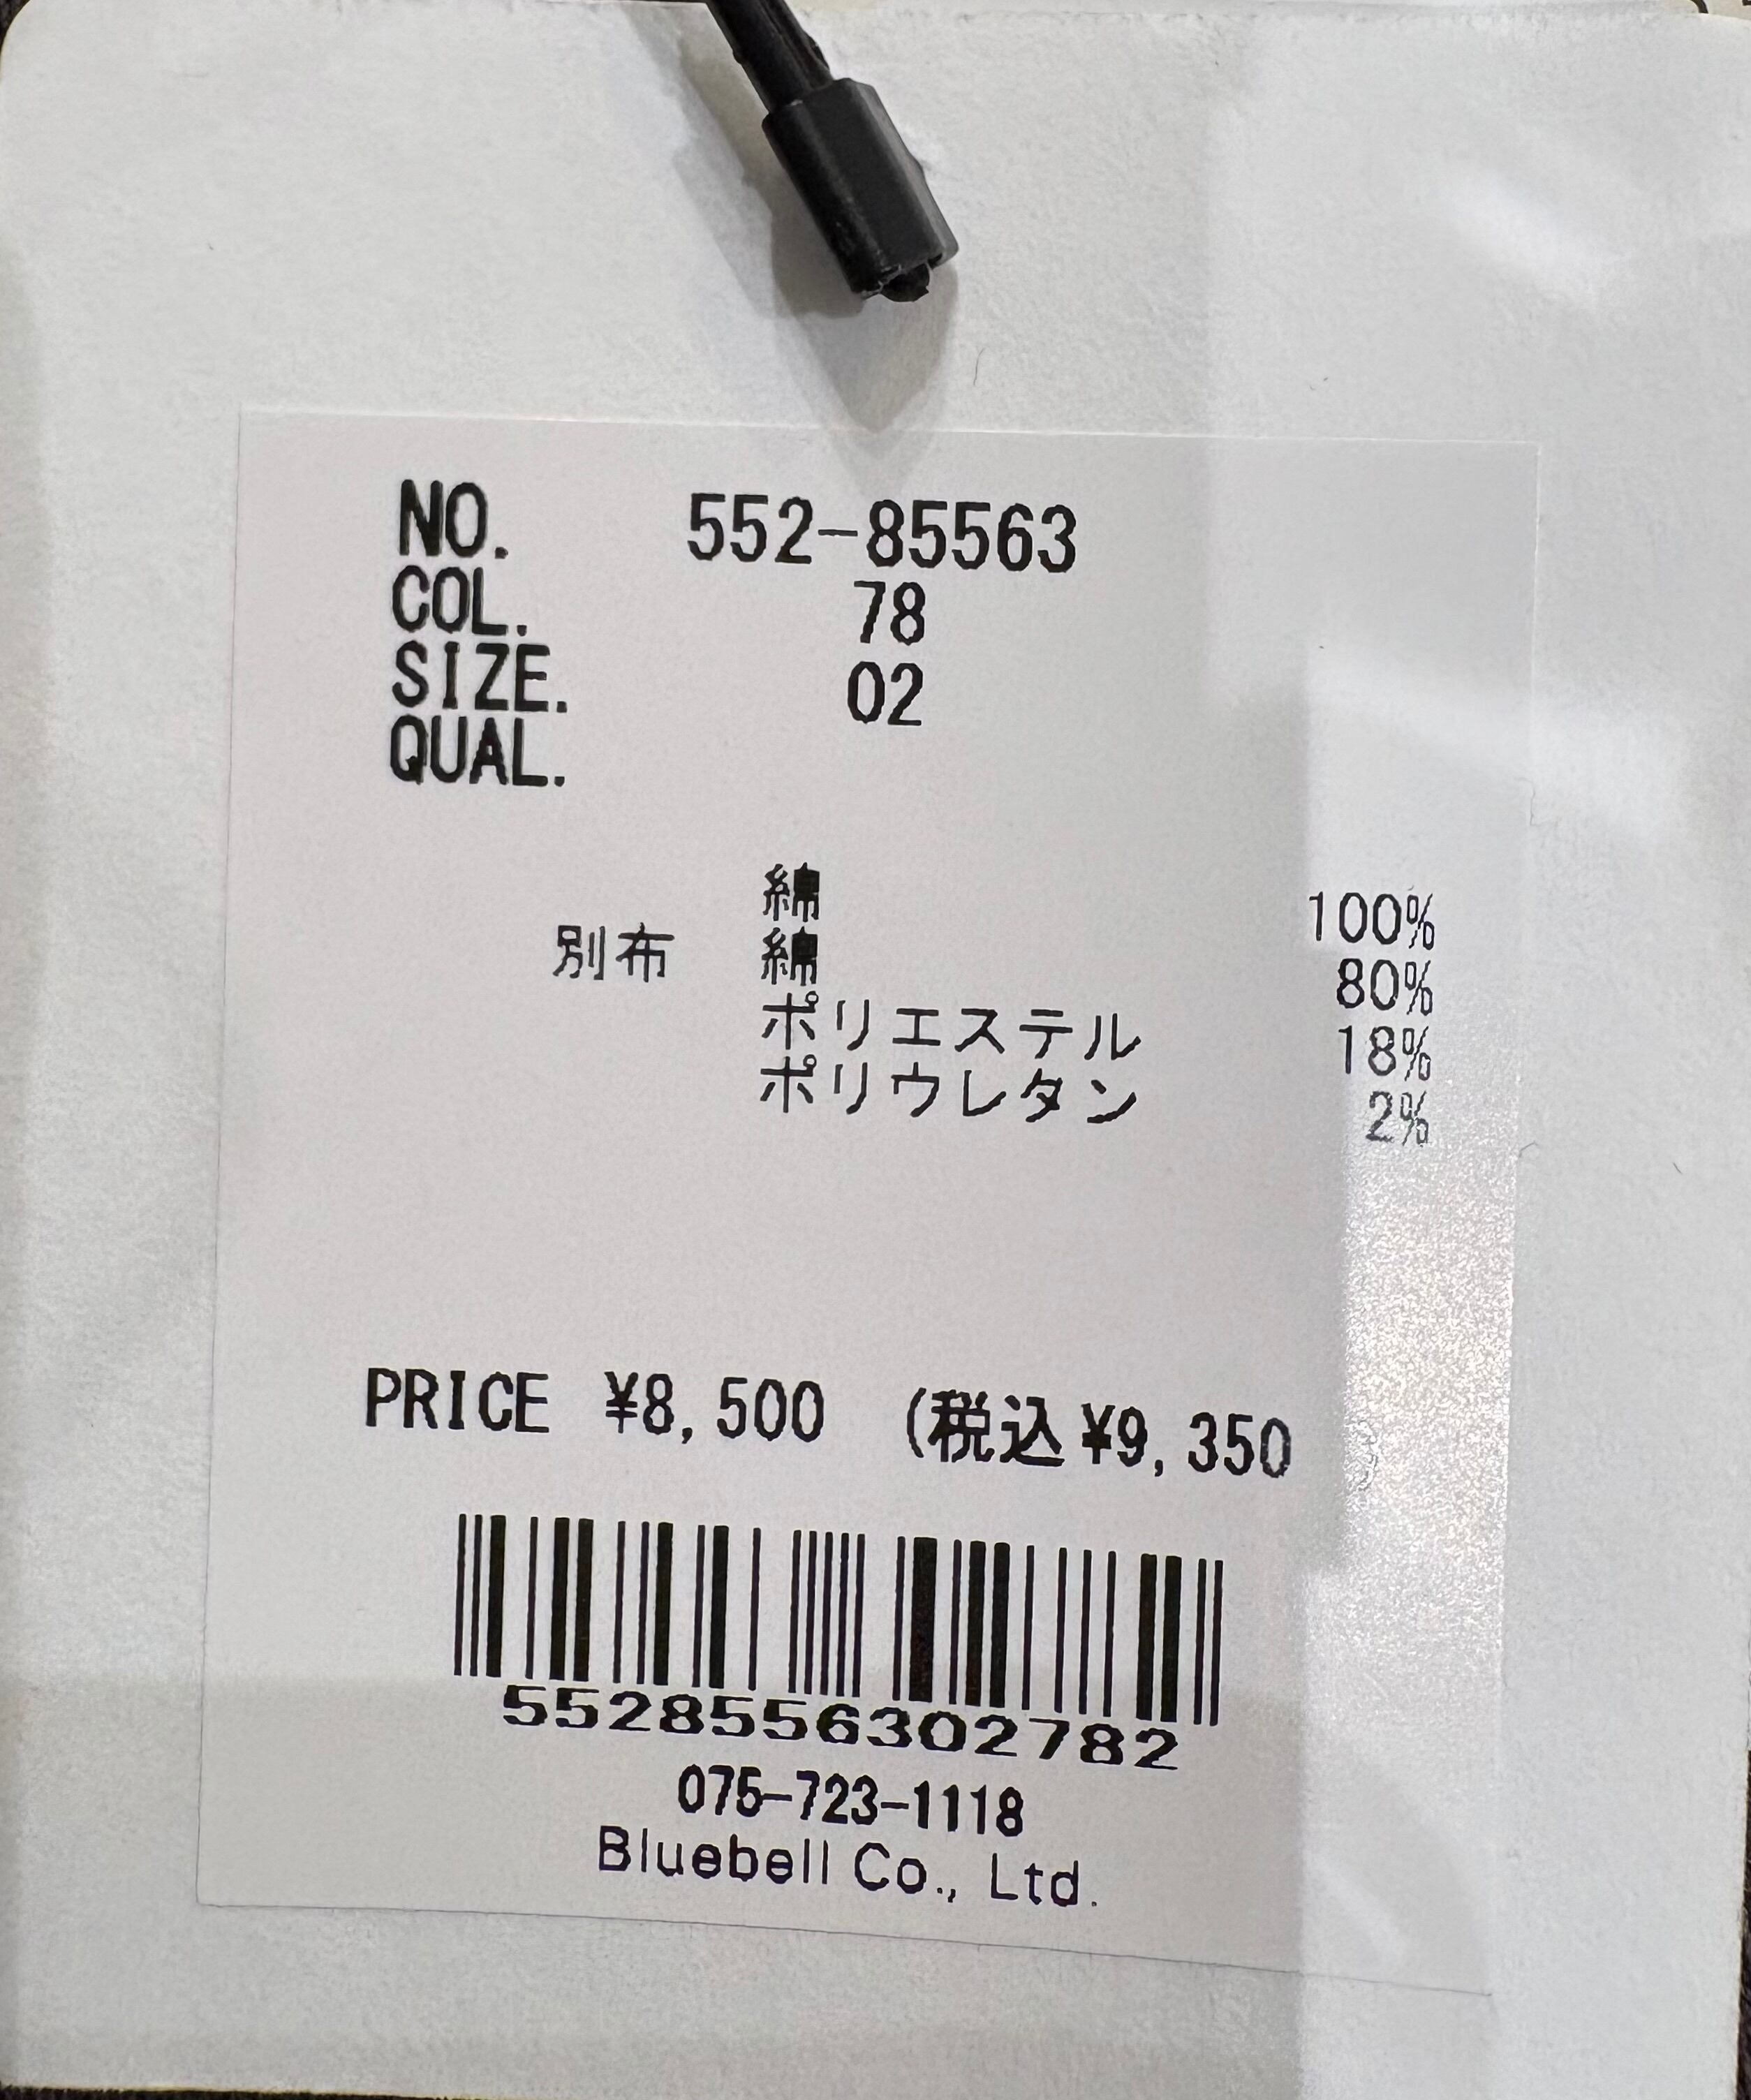 NO. 552-85563
COL. 78
SIZE. 02
QUAL.
綿 100%
別布 綿 80%
ポリエステル 18%
ポリウレタン 2%
PRICE ¥8,500 (税込¥9,350)
5528556302782
075-723-1118
Bluebell Co., Ltd.